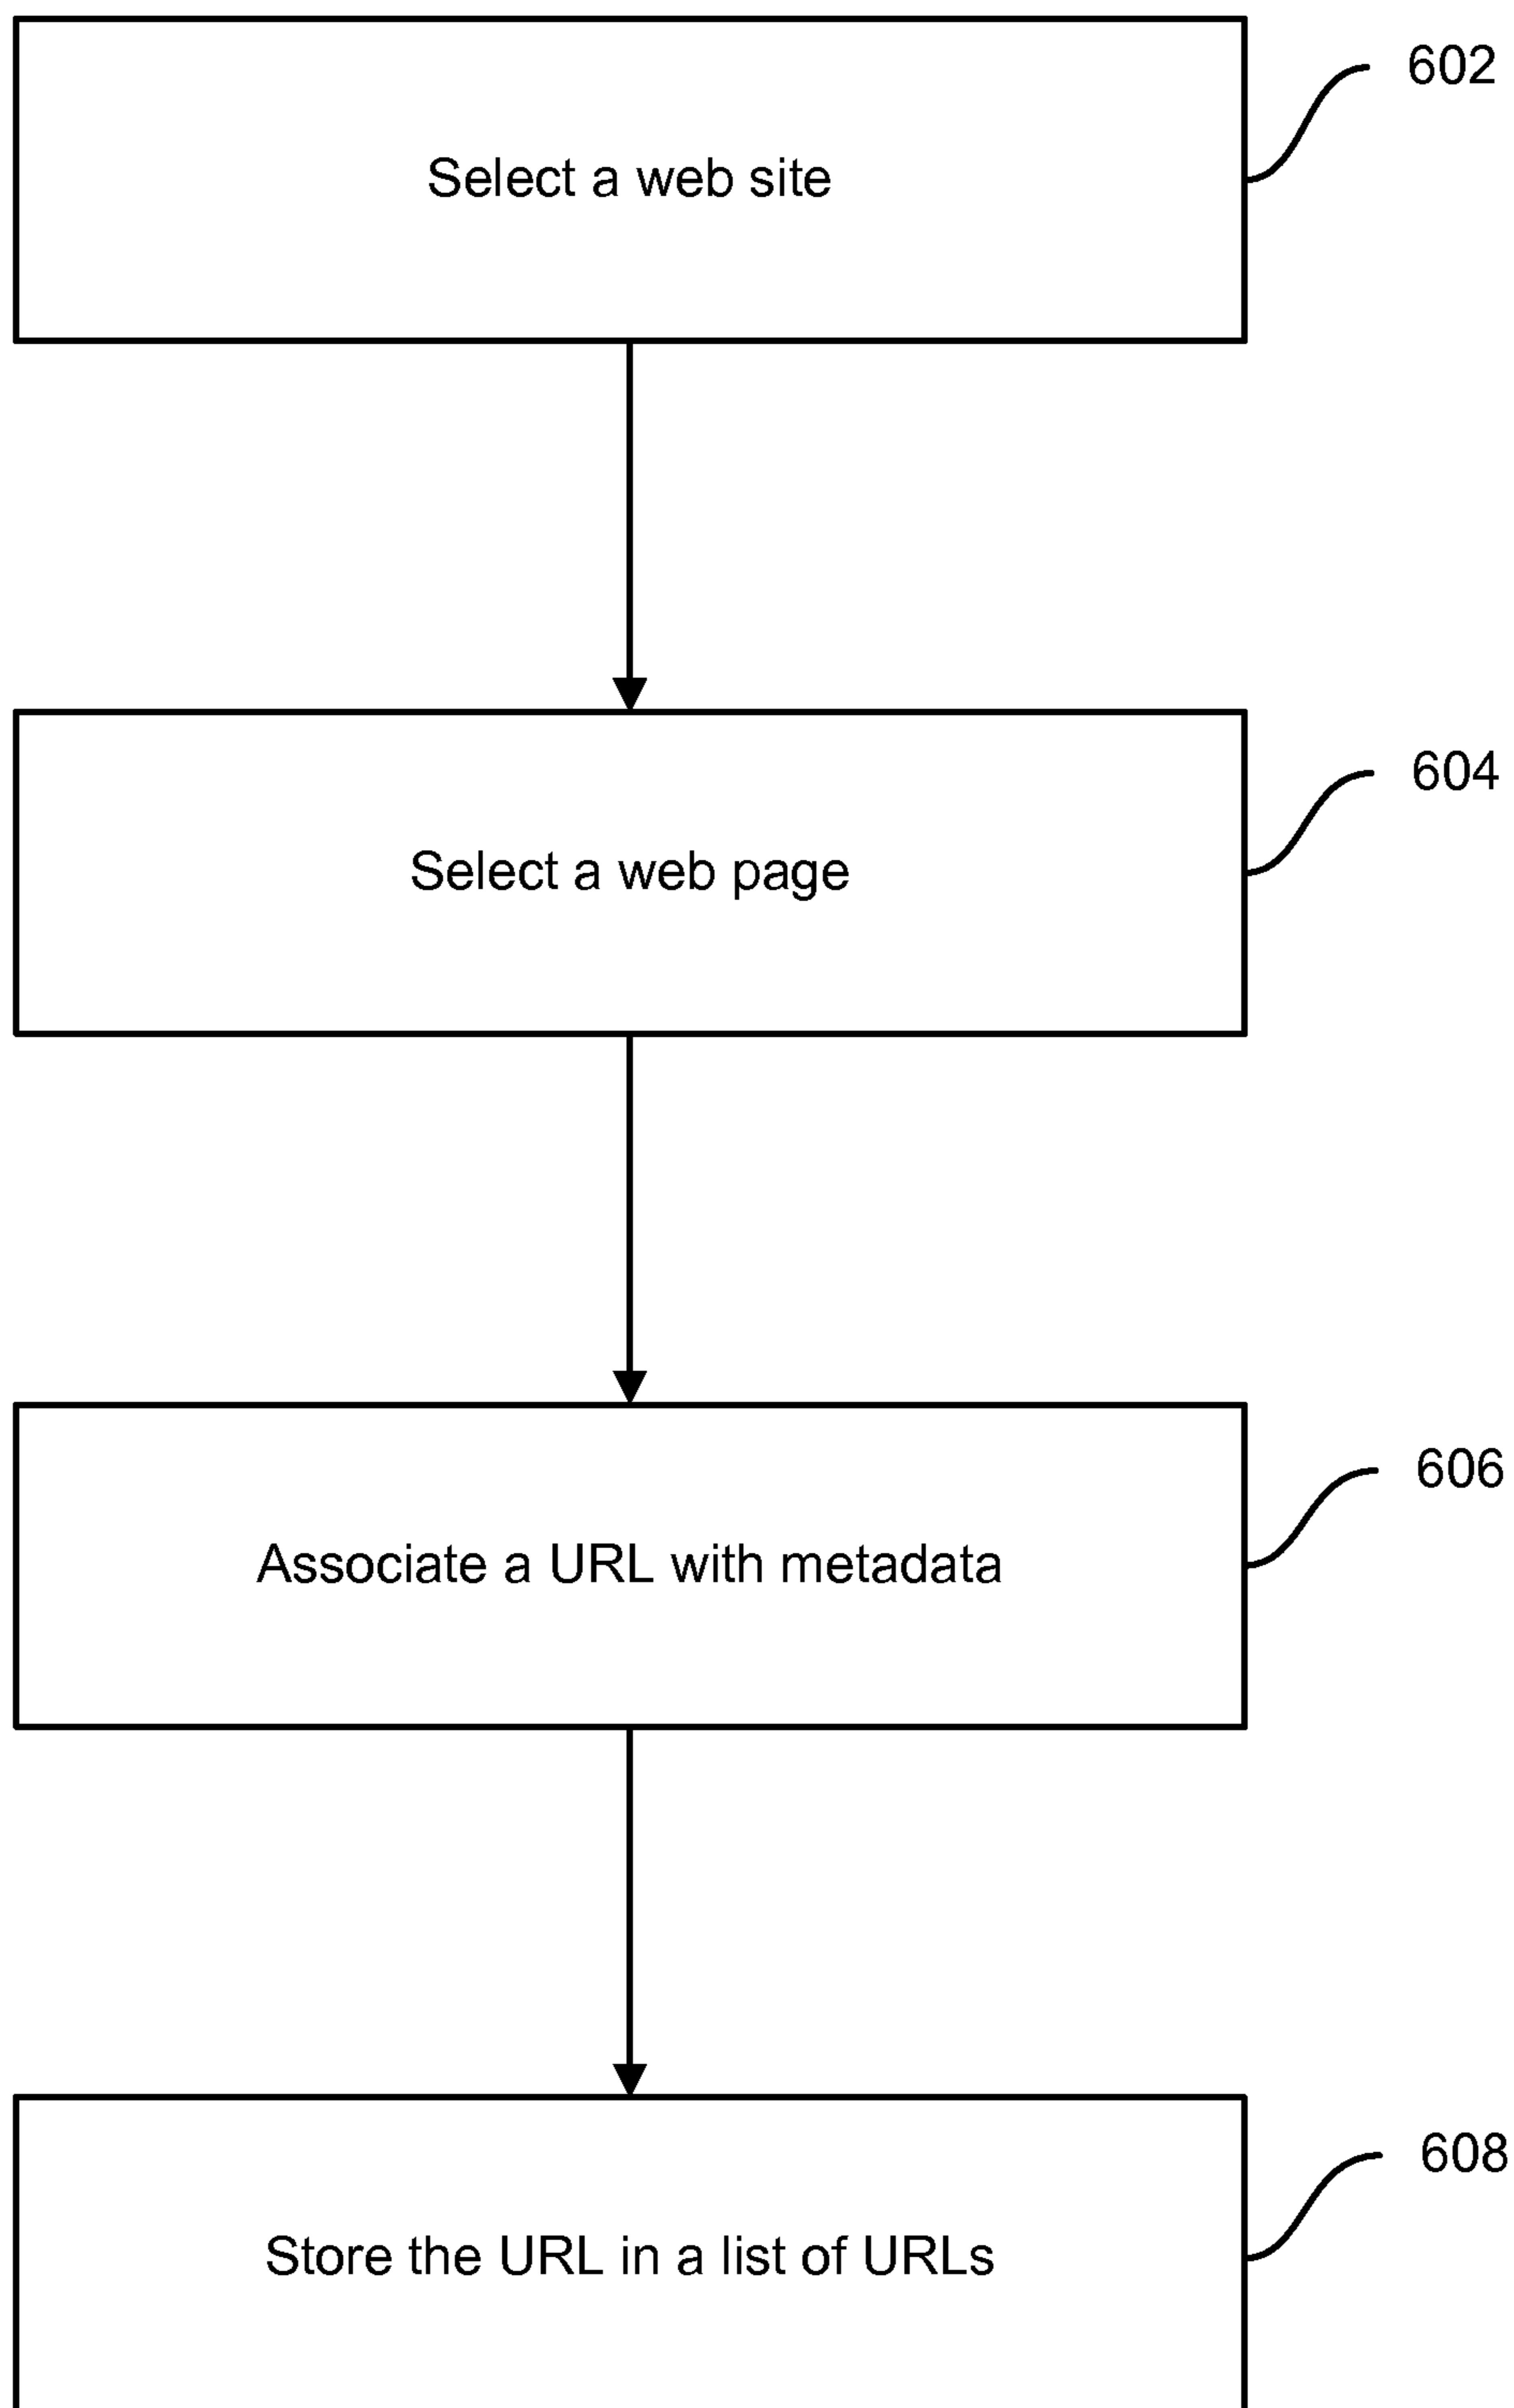 602
Select a web site
604
Select a web page
606
Associate a URL with metadata
608
Store the URL in a list of URLs